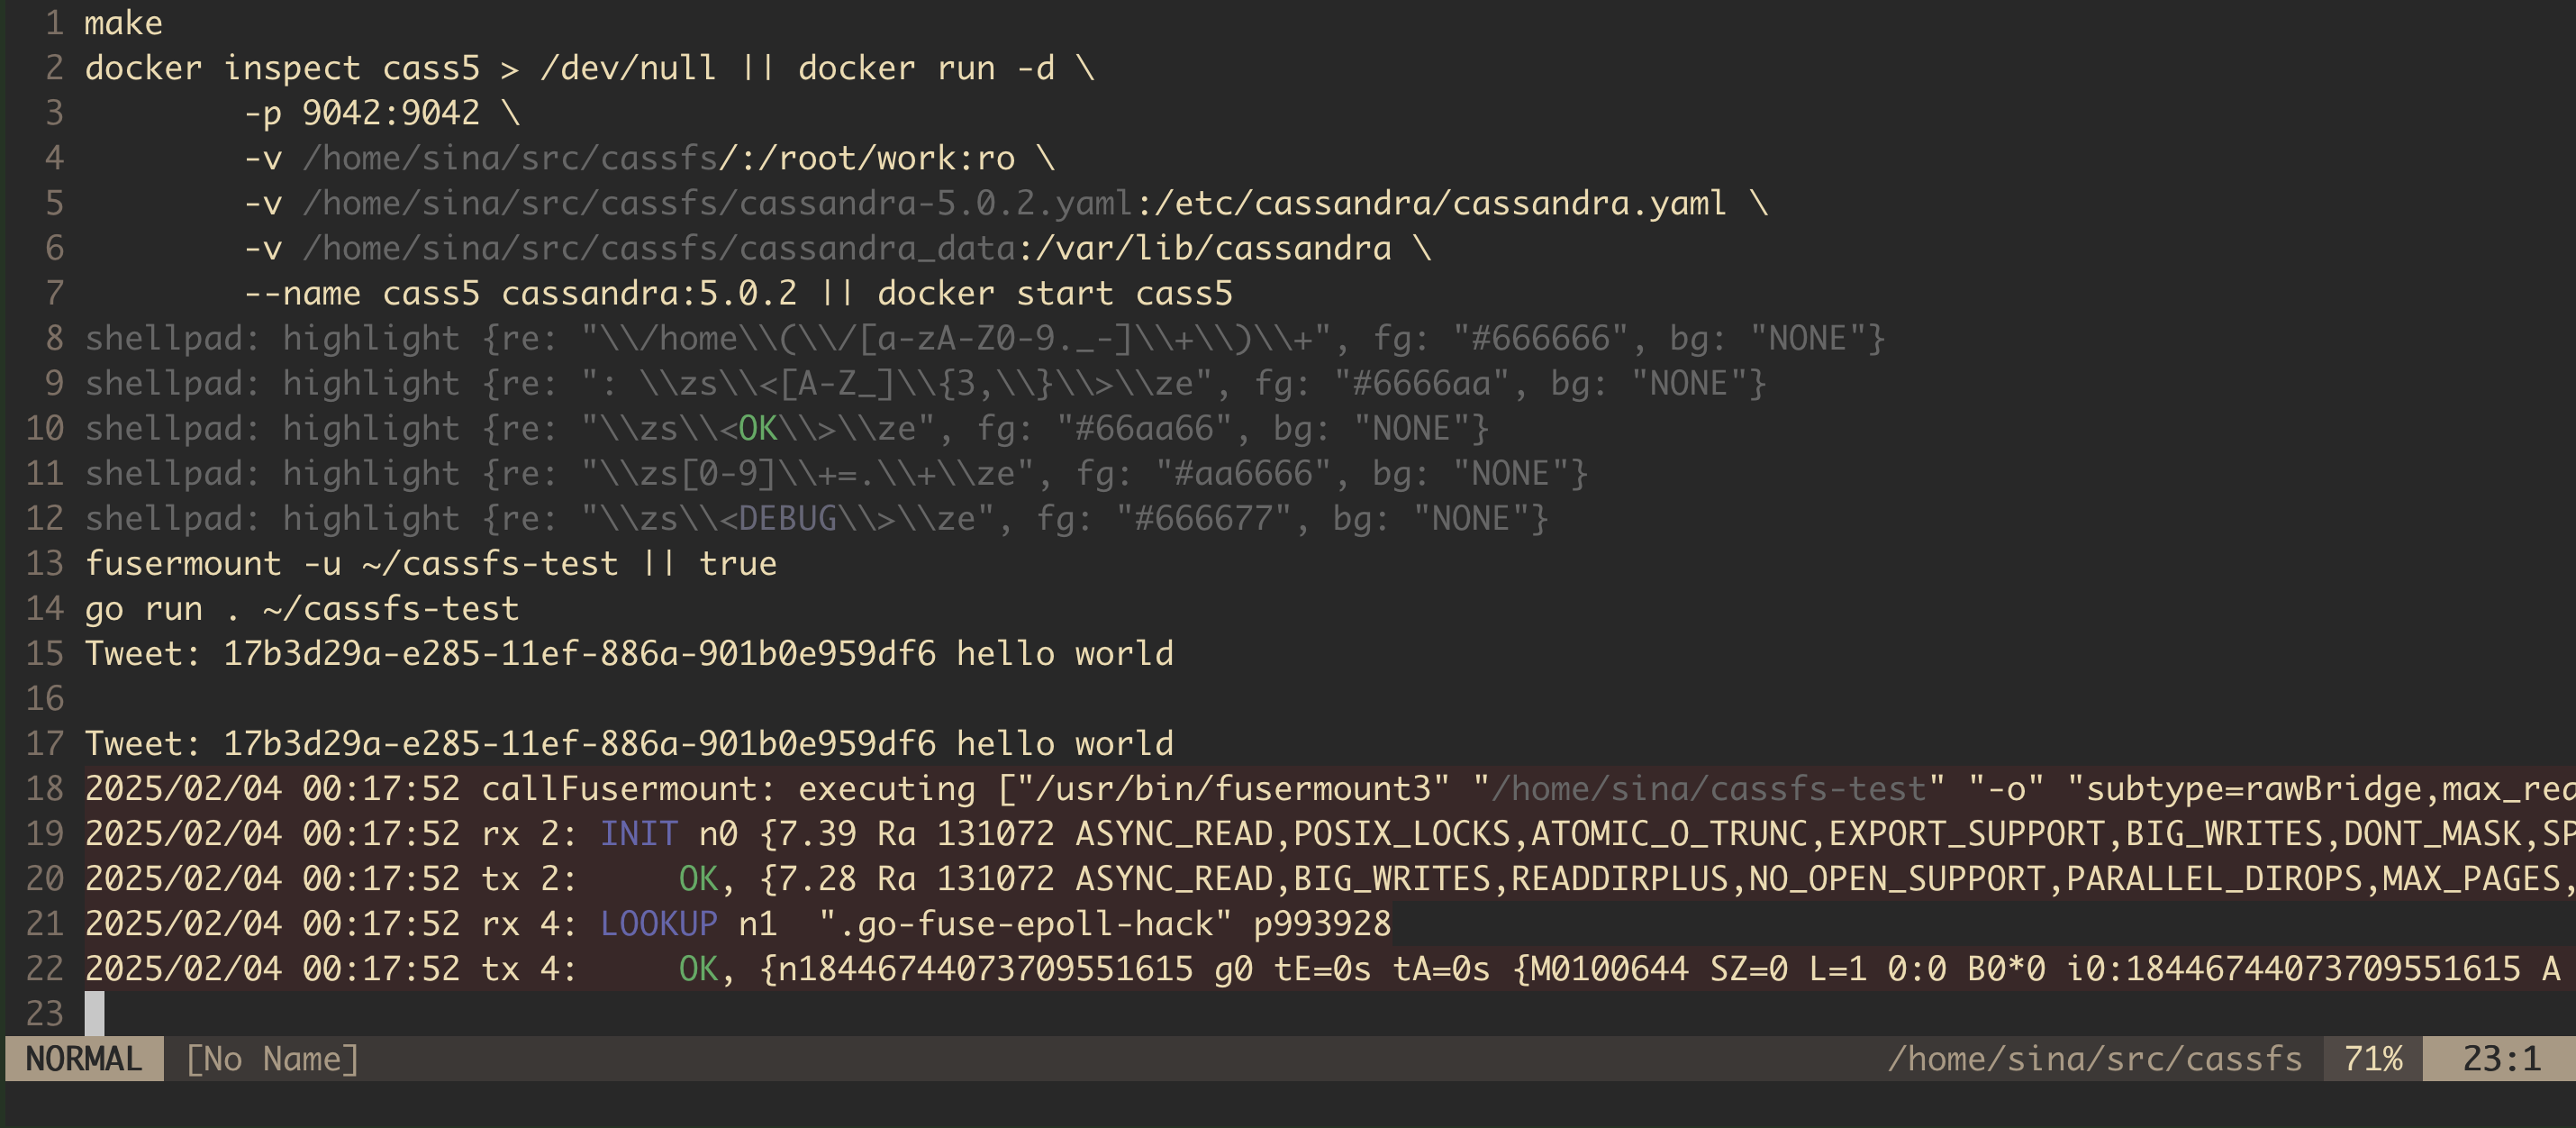 1 make
2 docker inspect cass5 > /dev/null || docker run -d \
3         -p 9042:9042 \
4         -v /home/sina/src/cassfs/:/root/work:ro \
5         -v /home/sina/src/cassfs/cassandra-5.0.2.yaml:/etc/cassandra/cassandra.yaml \
6         -v /home/sina/src/cassfs/cassandra_data:/var/lib/cassandra \
7         --name cass5 cassandra:5.0.2 || docker start cass5
8 shellpad: highlight {re: "\\/home\\(\\/[a-zA-Z0-9._-]\\+\\)\\+", fg: "#666666", bg: "NONE"}
9 shellpad: highlight {re: ": \\zs\\<[A-Z_]\\{3,\\}\\>\\ze", fg: "#6666aa", bg: "NONE"}
10 shellpad: highlight {re: "\\zs\\<OK\\>\\ze", fg: "#66aa66", bg: "NONE"}
11 shellpad: highlight {re: "\\zs[0-9]\\+=.\\+\\ze", fg: "#aa6666", bg: "NONE"}
12 shellpad: highlight {re: "\\zs\\<DEBUG\\>\\ze", fg: "#666677", bg: "NONE"}
13 fusermount -u ~/cassfs-test || true
14 go run . ~/cassfs-test
15 Tweet: 17b3d29a-e285-11ef-886a-901b0e959df6 hello world
16
17 Tweet: 17b3d29a-e285-11ef-886a-901b0e959df6 hello world
18 2025/02/04 00:17:52 callFusermount: executing ["/usr/bin/fusermount3" "/home/sina/cassfs-test" "-o" "subtype=rawBridge,max_rea
19 2025/02/04 00:17:52 rx 2: INIT n0 {7.39 Ra 131072 ASYNC_READ,POSIX_LOCKS,ATOMIC_O_TRUNC,EXPORT_SUPPORT,BIG_WRITES,DONT_MASK,SP
20 2025/02/04 00:17:52 tx 2:     OK, {7.28 Ra 131072 ASYNC_READ,BIG_WRITES,READDIRPLUS,NO_OPEN_SUPPORT,PARALLEL_DIROPS,MAX_PAGES,
21 2025/02/04 00:17:52 rx 4: LOOKUP n1  ".go-fuse-epoll-hack" p993928
22 2025/02/04 00:17:52 tx 4:     OK, {n18446744073709551615 g0 tE=0s tA=0s {M0100644 SZ=0 L=1 0:0 B0*0 i0:18446744073709551615 A
23
NORMAL [No Name] /home/sina/src/cassfs 71% 23:1